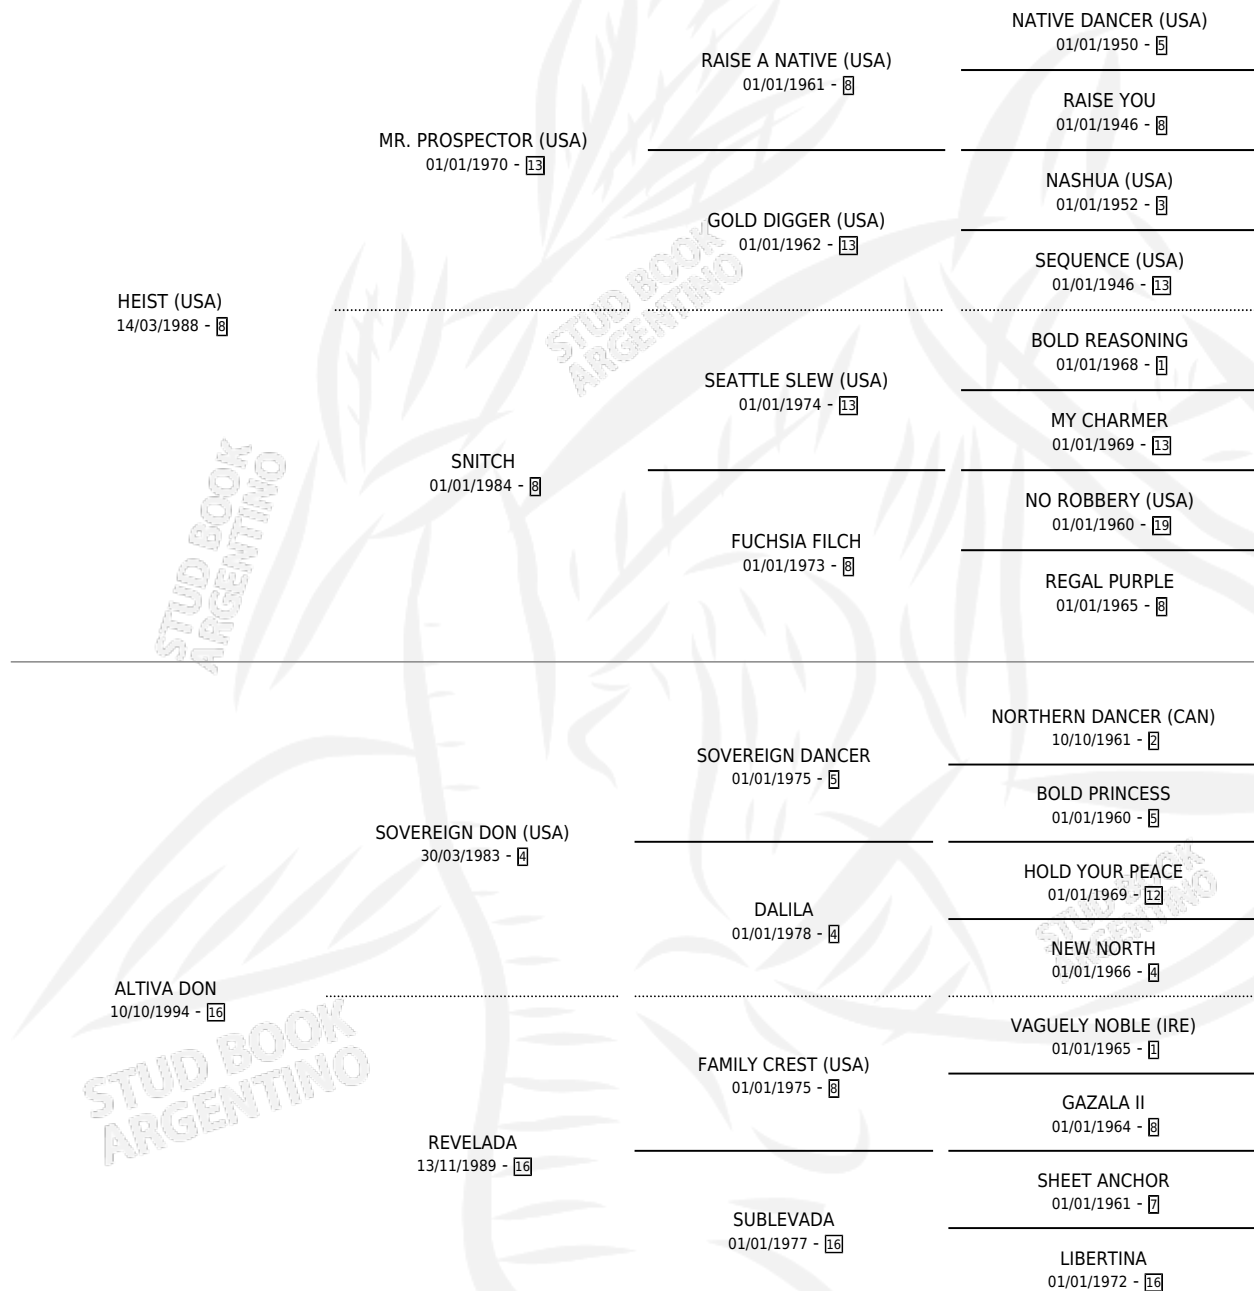 NATIVE DANCER (USA)
01/01/1950 - 5
RAISE A NATIVE (USA)
01/01/1961 - 8
RAISE YOU
01/01/1946 - 8
MR. PROSPECTOR (USA)
01/01/1970 - 13
NASHUA (USA)
01/01/1952 - 3
GOLD DIGGER (USA)
01/01/1962 - 13
SEQUENCE (USA)
01/01/1946 - 13
HEIST (USA)
14/03/1988 - 8
STUD BOOK
ARGENTINO
BOLD REASONING
01/01/1968 - 1
SEATTLE SLEW (USA)
01/01/1974 - 13
MY CHARMER
01/01/1969 - 13
SNITCH
01/01/1984 - 8
NO ROBBERY (USA)
01/01/1960 - 19
FUCHSIA FILCH
01/01/1973 - 8
REGAL PURPLE
01/01/1965 - 8
STUD BOOK
ARGENTINO
NORTHERN DANCER (CAN)
10/10/1961 - 2
SOVEREIGN DANCER
01/01/1975 - 5
BOLD PRINCESS
01/01/1960 - 5
SOVEREIGN DON (USA)
30/03/1983 - 4
HOLD YOUR PEACE
01/01/1969 - 12
DALILA
01/01/1978 - 4
STUD BOOK
ARGENTINO
NEW NORTH
01/01/1966 - 4
ALTIVA DON
10/10/1994 - 16
STUD BOOK
ARGENTINO
VAGUELY NOBLE (IRE)
01/01/1965 - 1
FAMILY CREST (USA)
01/01/1975 - 8
GAZALA II
01/01/1964 - 8
REVELADA
13/11/1989 - 16
SHEET ANCHOR
01/01/1961 - 7
SUBLEVADA
01/01/1977 - 16
LIBERTINA
01/01/1972 - 16